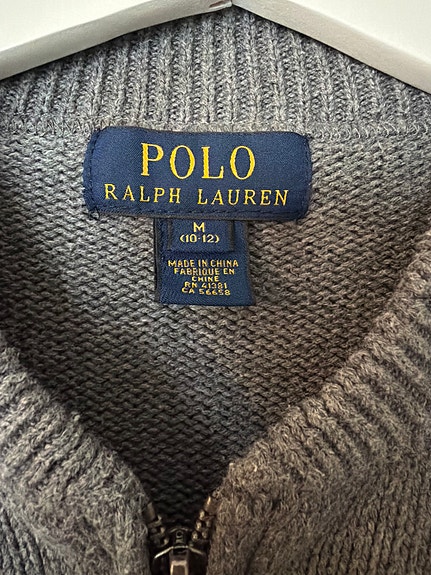 POLO
RALPH LAUREN
M
(10-12)
MADE IN CHINA
FABRIQUE EN
CHINE
RN 41381
CA 56658